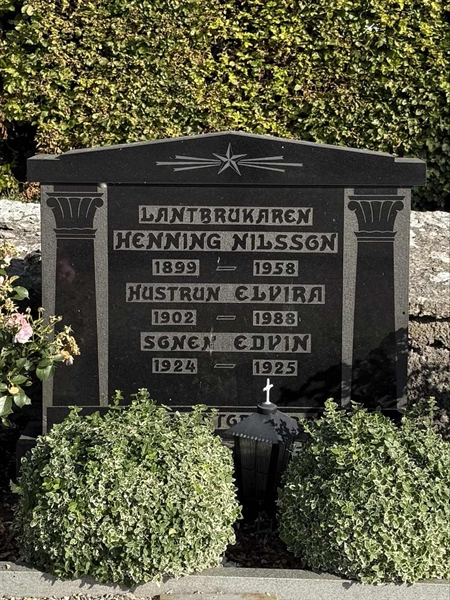 LANTBRUKAREN
HENNING NILSSON
1899 — 1958
HUSTRUN ELVIRA
1902 — 1988
SONEN EDVIN
1924 — 1925